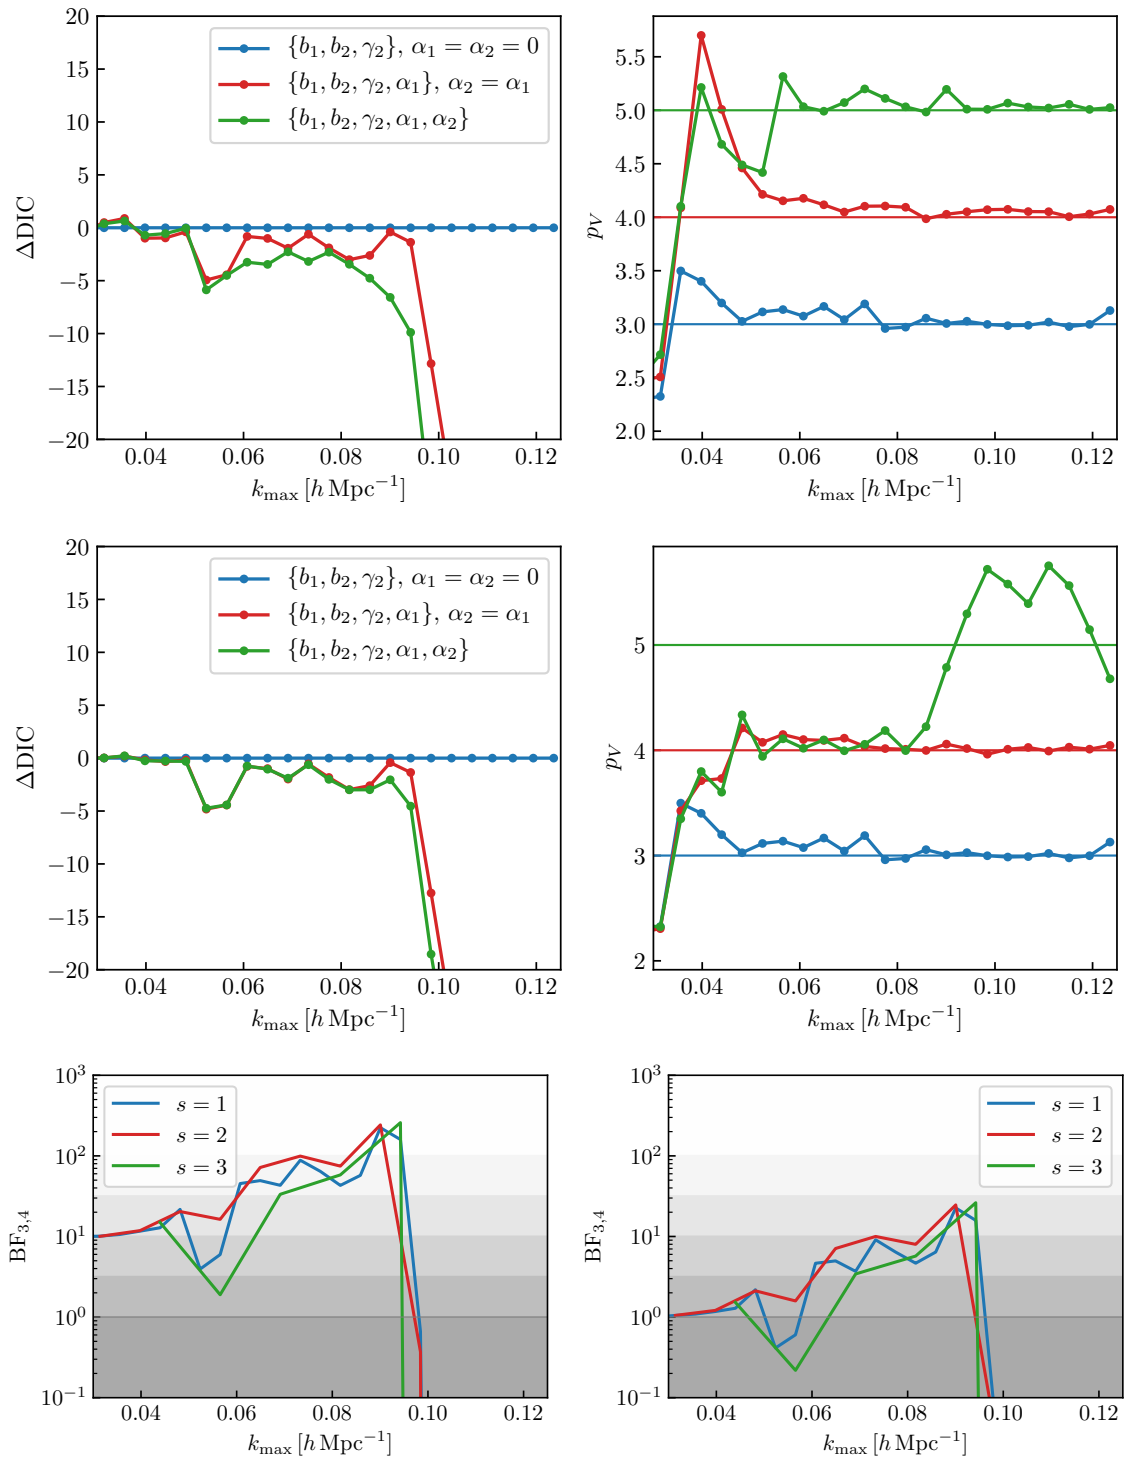 20
15
10
5
0
−5
−10
−15
−20
ΔDIC
{b₁, b₂, γ₂}, α₁ = α₂ = 0
{b₁, b₂, γ₂, α₁}, α₂ = α₁
{b₁, b₂, γ₂, α₁, α₂}
0.04 0.06 0.08 0.10 0.12
k_max [h Mpc⁻¹]
5.5
5.0
4.5
4.0
3.5
3.0
2.5
2.0
p_V
0.04 0.06 0.08 0.10 0.12
k_max [h Mpc⁻¹]
20
15
10
5
0
−5
−10
−15
−20
ΔDIC
{b₁, b₂, γ₂}, α₁ = α₂ = 0
{b₁, b₂, γ₂, α₁}, α₂ = α₁
{b₁, b₂, γ₂, α₁, α₂}
0.04 0.06 0.08 0.10 0.12
k_max [h Mpc⁻¹]
5
4
3
2
p_V
0.04 0.06 0.08 0.10 0.12
k_max [h Mpc⁻¹]
10³
10²
10¹
10⁰
10⁻¹
BF₃,₄
s = 1
s = 2
s = 3
0.04 0.06 0.08 0.10 0.12
k_max [h Mpc⁻¹]
10³
10²
10¹
10⁰
10⁻¹
BF₃,₄
s = 1
s = 2
s = 3
0.04 0.06 0.08 0.10 0.12
k_max [h Mpc⁻¹]